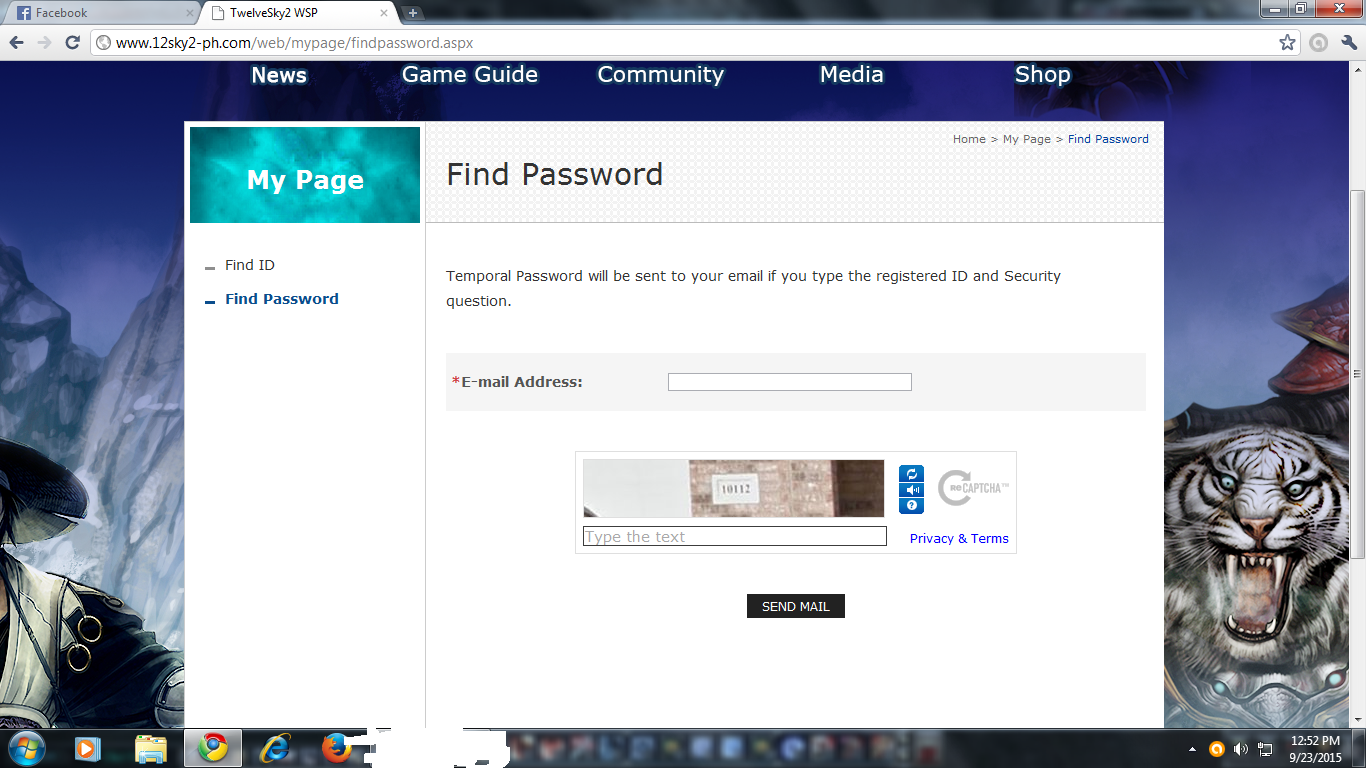 Facebook
TwelveSky2 WSP
www.12sky2-ph.com/web/mypage/findpassword.aspx
News Game Guide Community Media Shop
My Page
Home > My Page > Find Password
Find Password
Find ID
Find Password
Temporal Password will be sent to your email if you type the registered ID and Security
question.
*E-mail Address:
10112
reCAPTCHA™
Type the text
Privacy & Terms
SEND MAIL
12:52 PM
9/23/2015